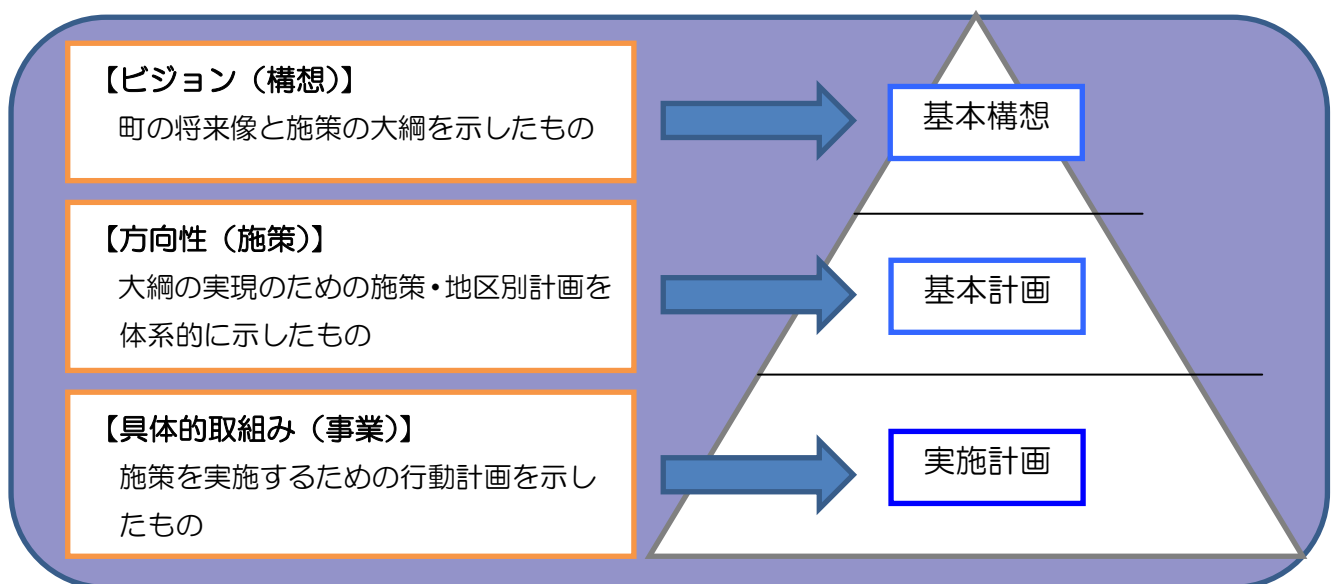 【ビジョン（構想）】
町の将来像と施策の大綱を示したもの
基本構想
【方向性（施策）】
大綱の実現のための施策・地区別計画を
体系的に示したもの
基本計画
【具体的取組み（事業）】
施策を実施するための行動計画を示し
たもの
実施計画